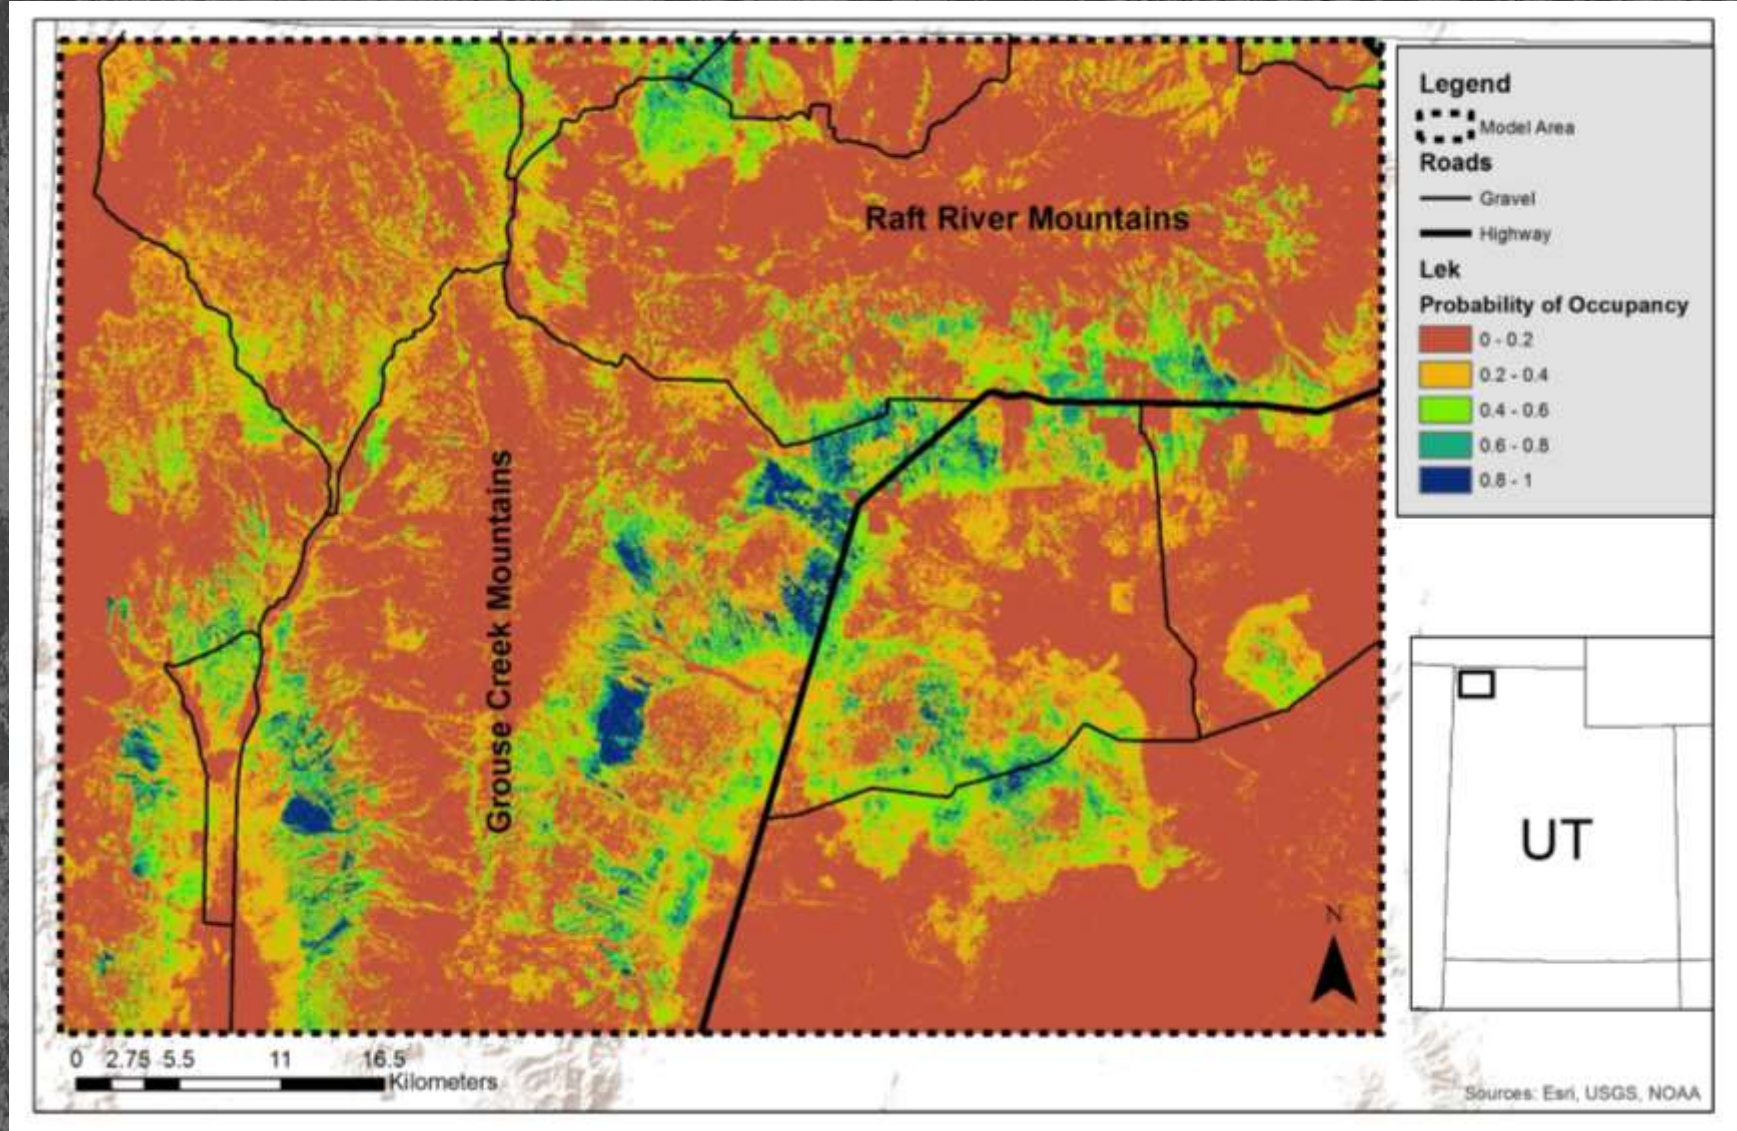 Legend
Model Area
Roads
Gravel
Highway
Lek
Probability of Occupancy
0 - 0.2
0.2 - 0.4
0.4 - 0.6
0.6 - 0.8
0.8 - 1
Raft River Mountains
Grouse Creek Mountains
UT
N
0 2.75 5.5 11 16.5
Kilometers
Sources: Esri, USGS, NOAA